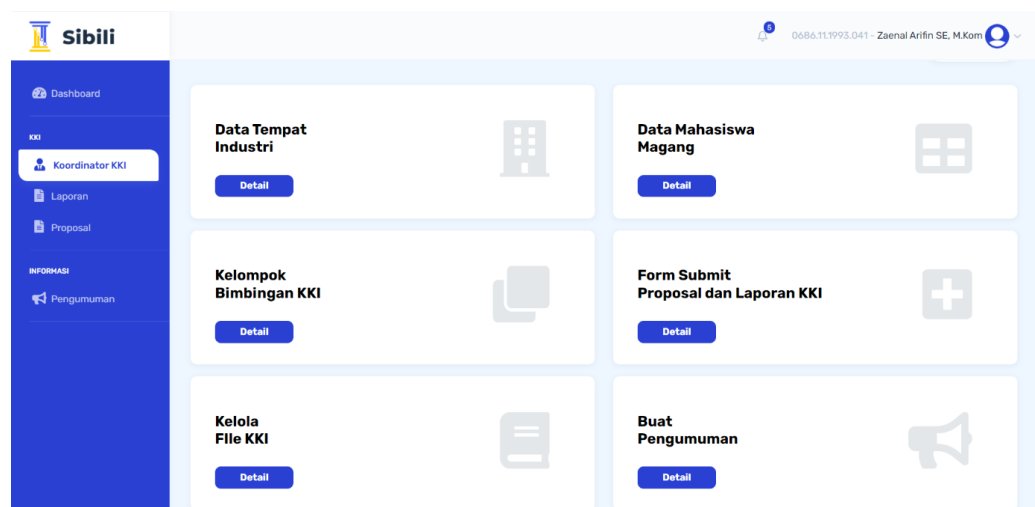 Sibili
5
0686.11.1993.041 - Zaenal Arifin SE, M.Kom
Dashboard
KKI
Koordinator KKI
Laporan
Proposal
INFORMASI
Pengumuman
Data Tempat
Industri
Detail
Data Mahasiswa
Magang
Detail
Kelompok
Bimbingan KKI
Detail
Form Submit
Proposal dan Laporan KKI
Detail
Kelola
FIle KKI
Detail
Buat
Pengumuman
Detail